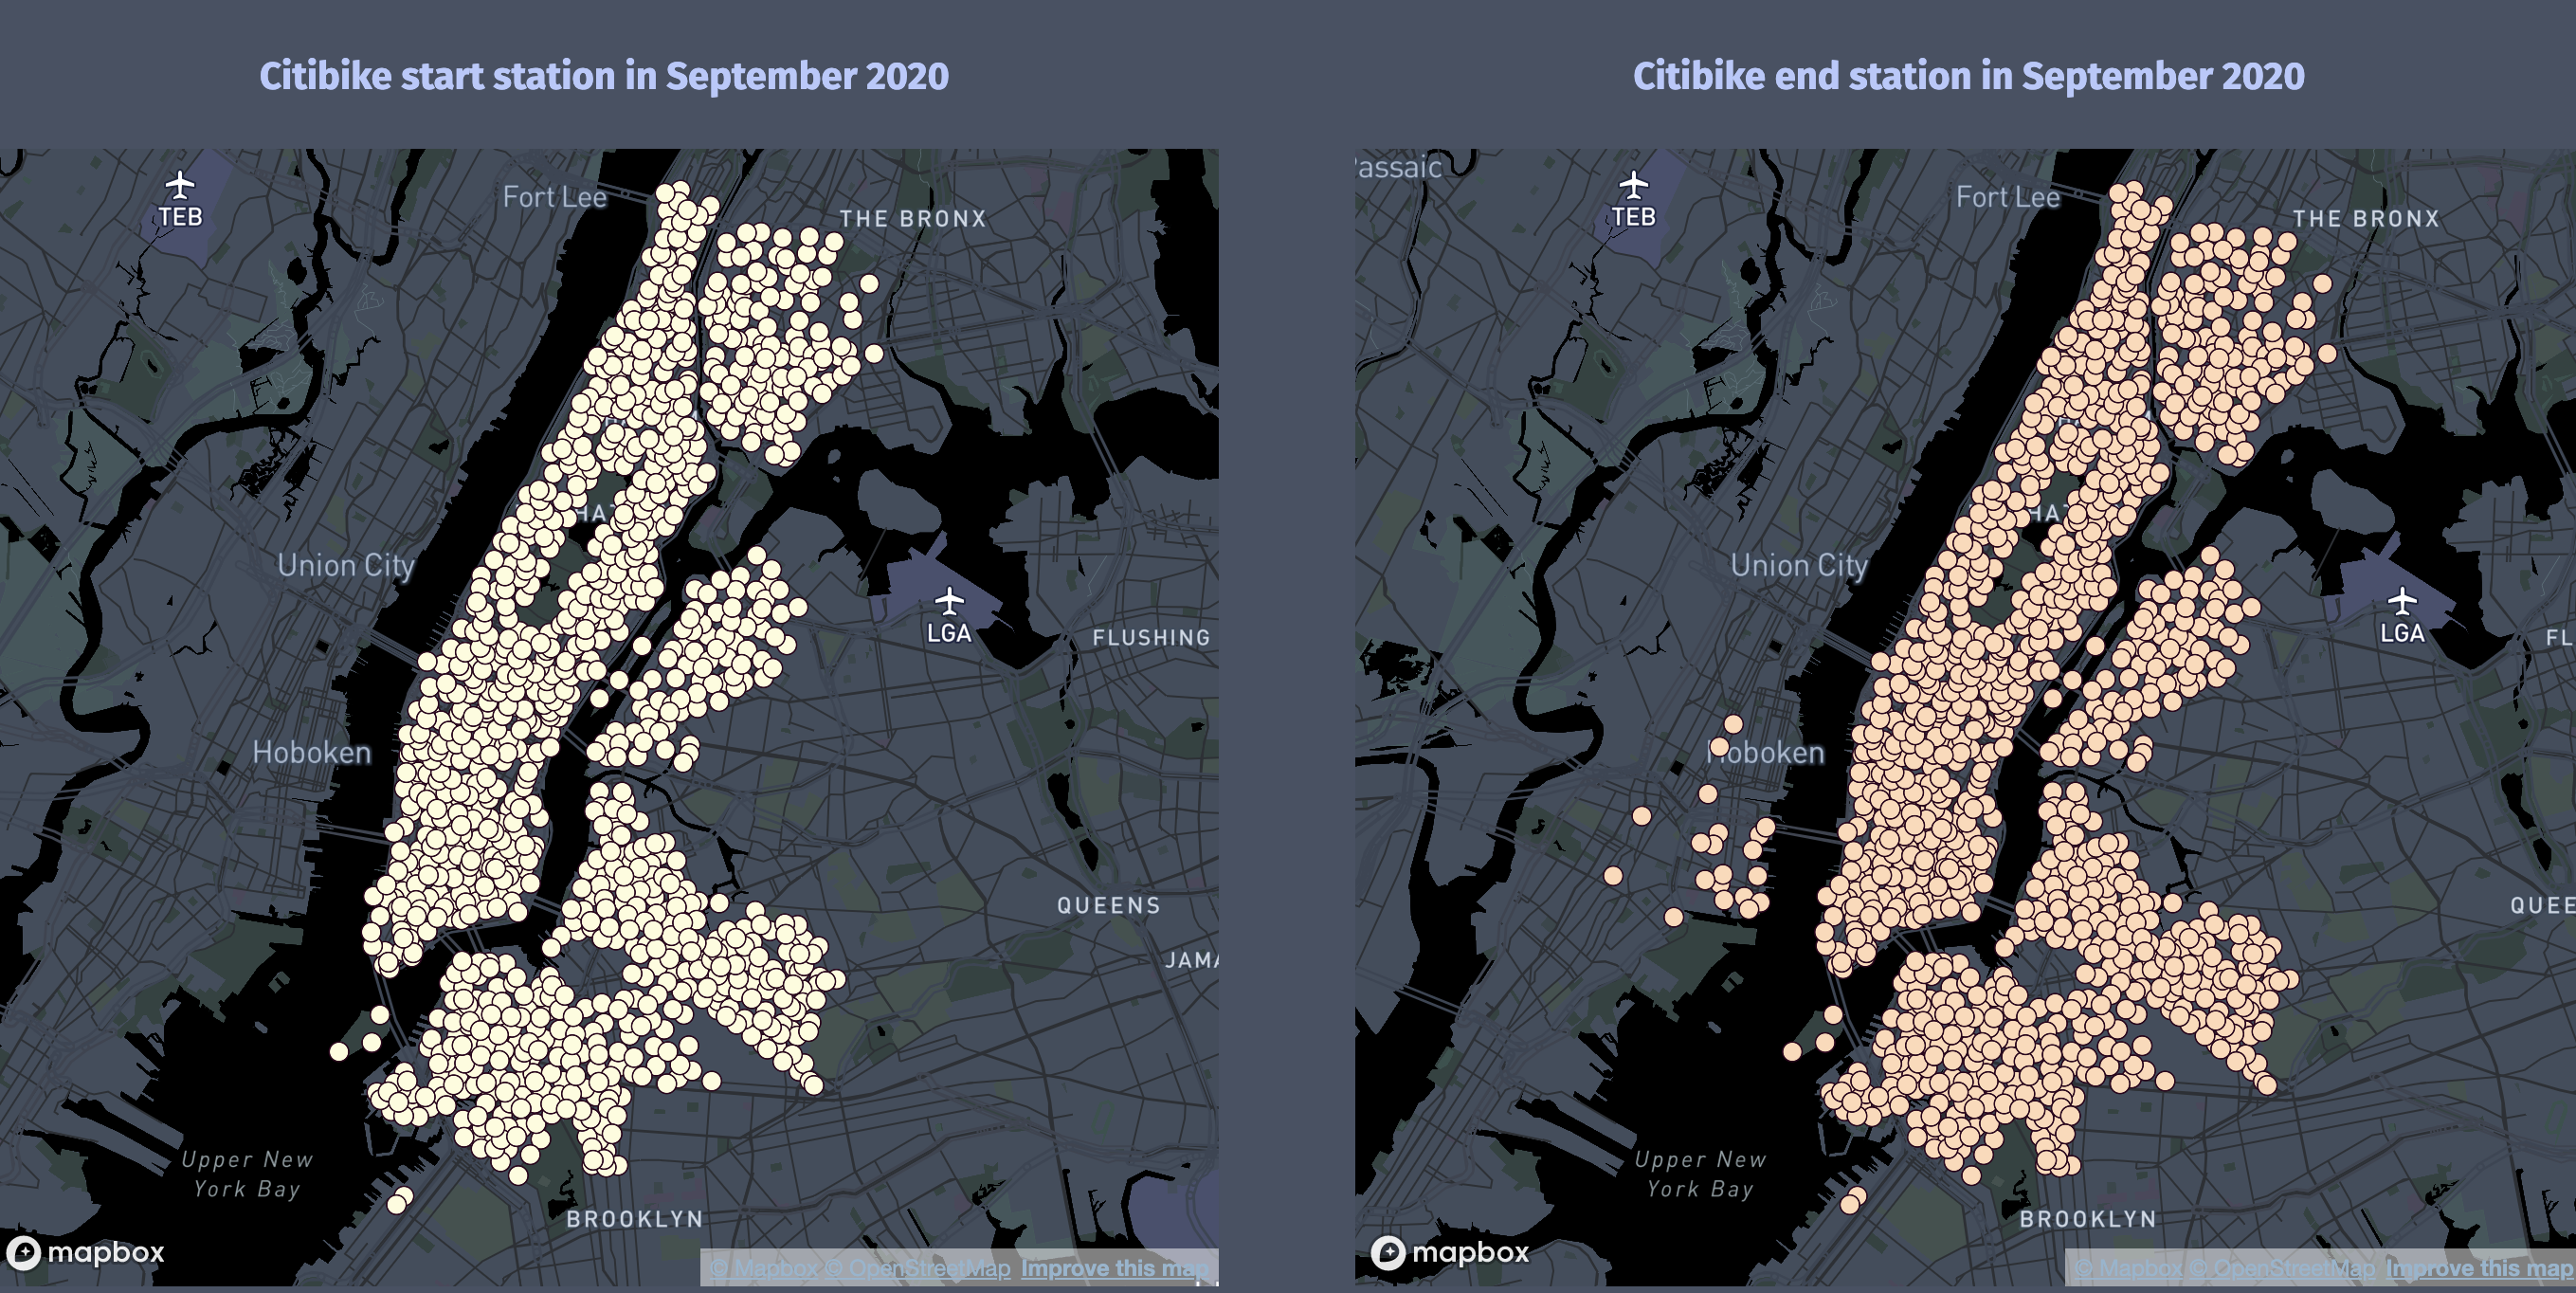 Citibike start station in September 2020
TEB
Fort Lee
THE BRONX
Union City
LGA
FLUSHING
Hoboken
QUEENS
JAMA
Upper New
York Bay
BROOKLYN
mapbox
© Mapbox © OpenStreetMap Improve this map
Citibike end station in September 2020
assaic
TEB
Fort Lee
THE BRONX
HAT
Union City
LGA
FL
Hoboken
QUEE
Upper New
York Bay
BROOKLYN
mapbox
© Mapbox © OpenStreetMap Improve this map